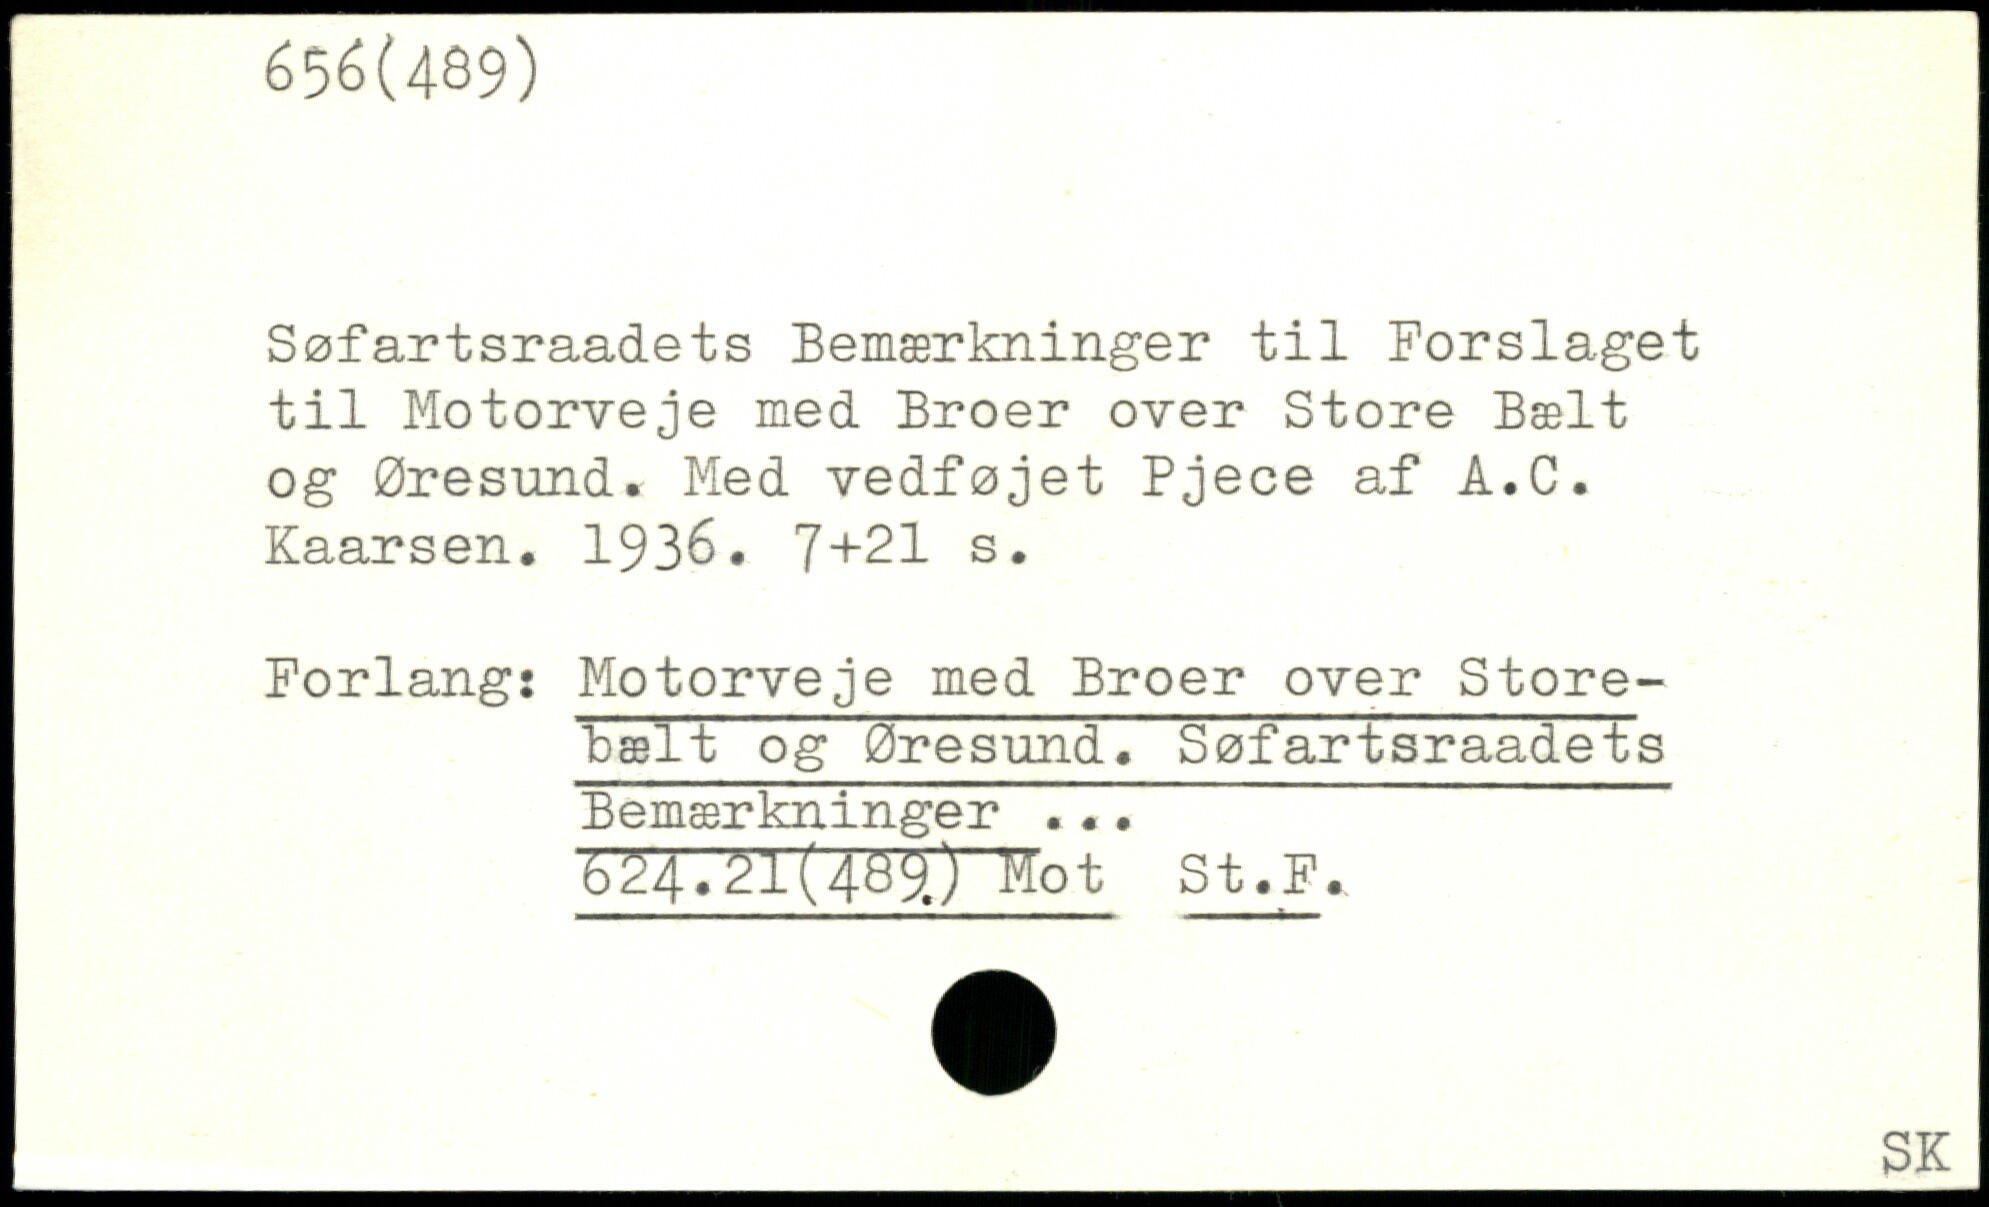 656(489)
Søfartsraadets Bemærkninger til Forslaget
til Motorveje med Broer over Store Bælt
og Øresund. Med vedføjet Pjece af A.C.
Kaarsen. 1936. 7+21 s.
Forlang: Motorveje med Broer over Store-
bælt og Øresund. Søfartsraadets
Bemærkninger ...
624.21(489) Mot St.F.
SK